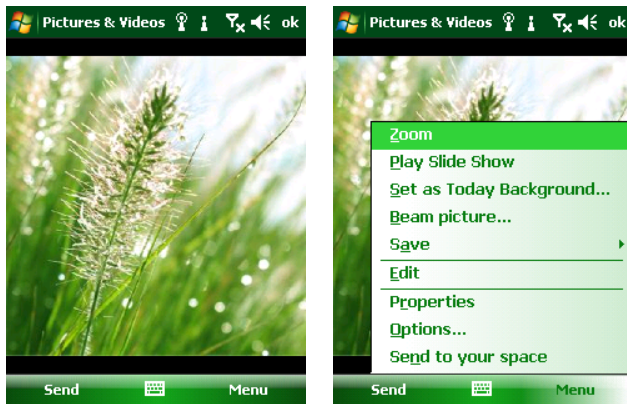 Pictures & Videos ok
Send Menu
Pictures & Videos ok
Zoom
Play Slide Show
Set as Today Background...
Beam picture...
Save
Edit
Properties
Options...
Send to your space
Send Menu